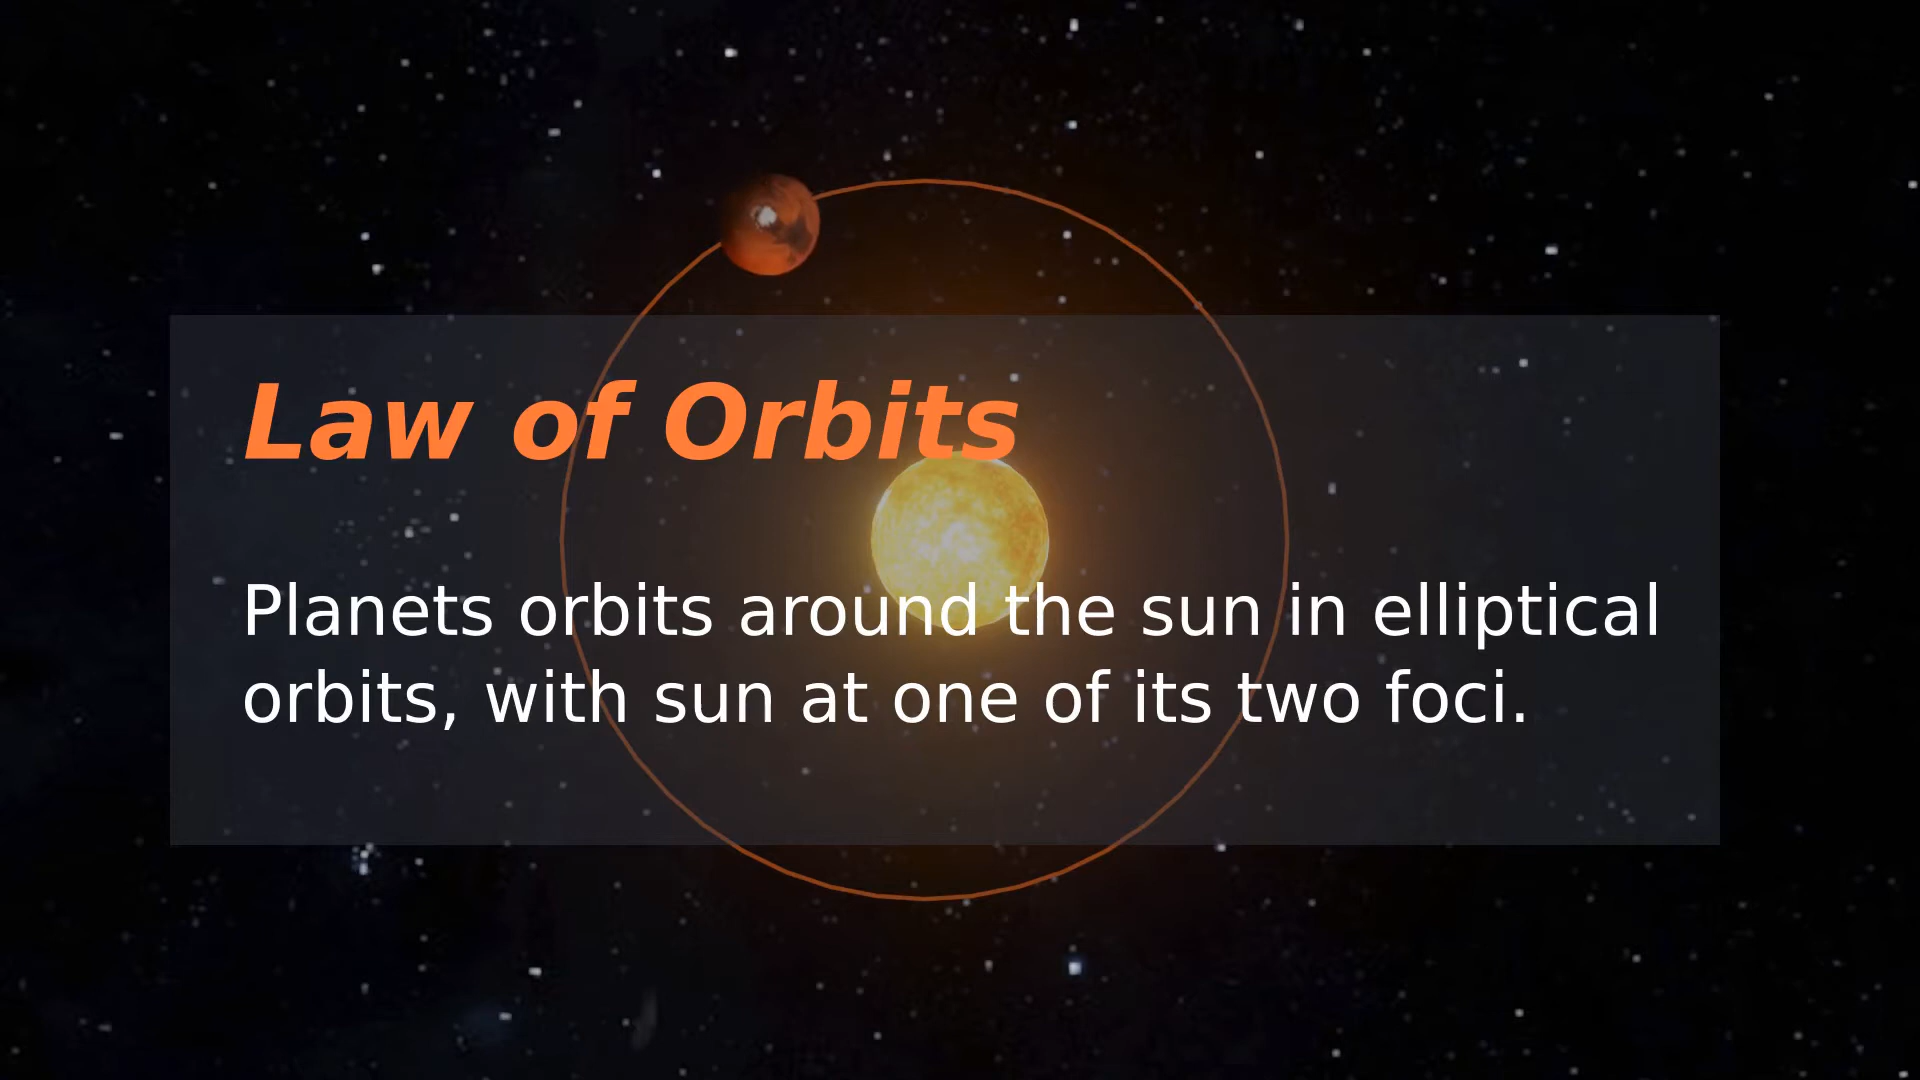 Law of Orbits
Planets orbits around the sun in elliptical
orbits, with sun at one of its two foci.